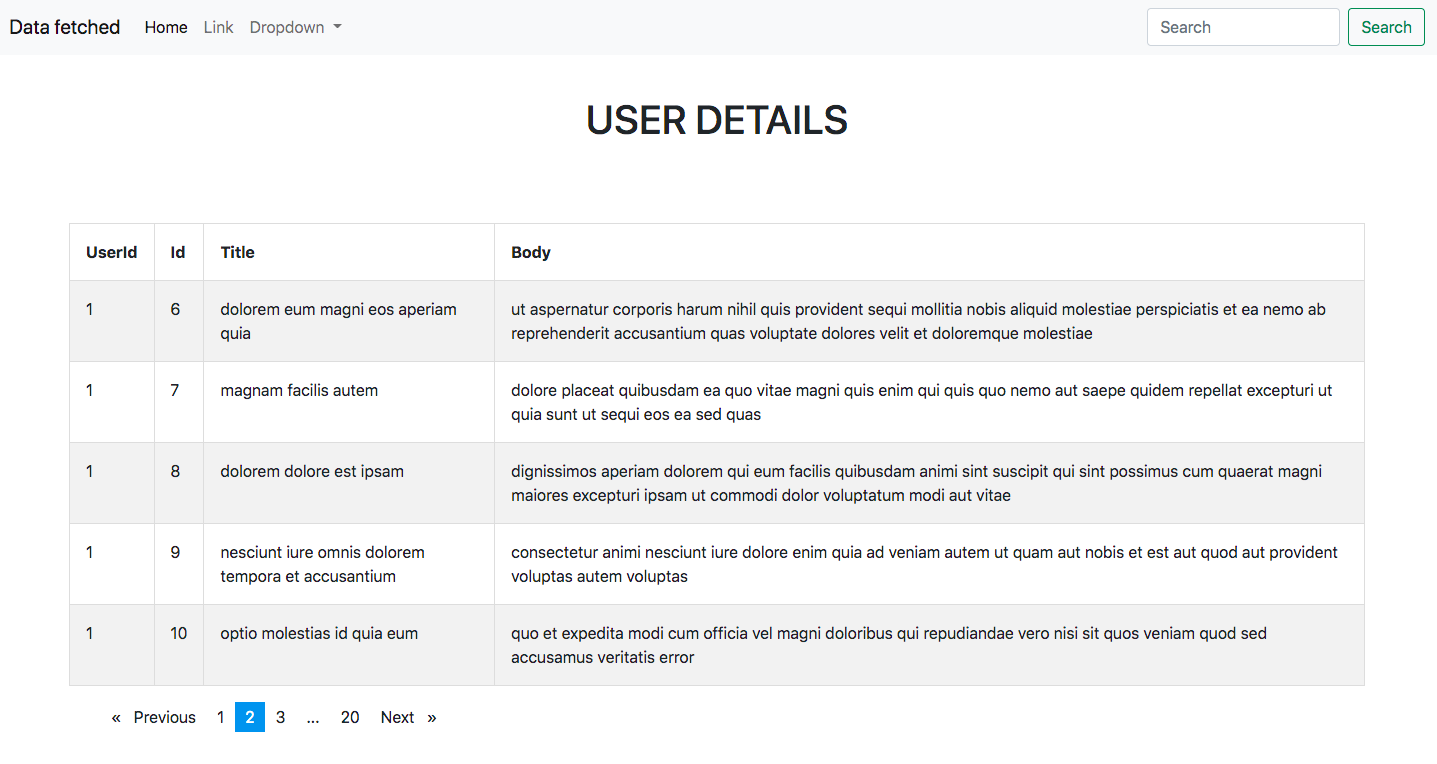 Data fetched Home Link Dropdown Search Search
USER DETAILS
UserId Id Title Body
1 6 dolorem eum magni eos aperiam ut aspernatur corporis harum nihil quis provident sequi mollitia nobis aliquid molestiae perspiciatis et ea nemo ab
quia reprehenderit accusantium quas voluptate dolores velit et doloremque molestiae
1 7 magnam facilis autem dolore placeat quibusdam ea quo vitae magni quis enim qui quis quo nemo aut saepe quidem repellat excepturi ut
quia sunt ut sequi eos ea sed quas
1 8 dolorem dolore est ipsam dignissimos aperiam dolorem qui eum facilis quibusdam animi sint suscipit qui sint possimus cum quaerat magni
maiores excepturi ipsam ut commodi dolor voluptatum modi aut vitae
1 9 nesciunt iure omnis dolorem consectetur animi nesciunt iure dolore enim quia ad veniam autem ut quam aut nobis et est aut quod aut provident
tempora et accusantium voluptas autem voluptas
1 10 optio molestias id quia eum quo et expedita modi cum officia vel magni doloribus qui repudiandae vero nisi sit quos veniam quod sed
accusamus veritatis error
« Previous 1 2 3 ... 20 Next »